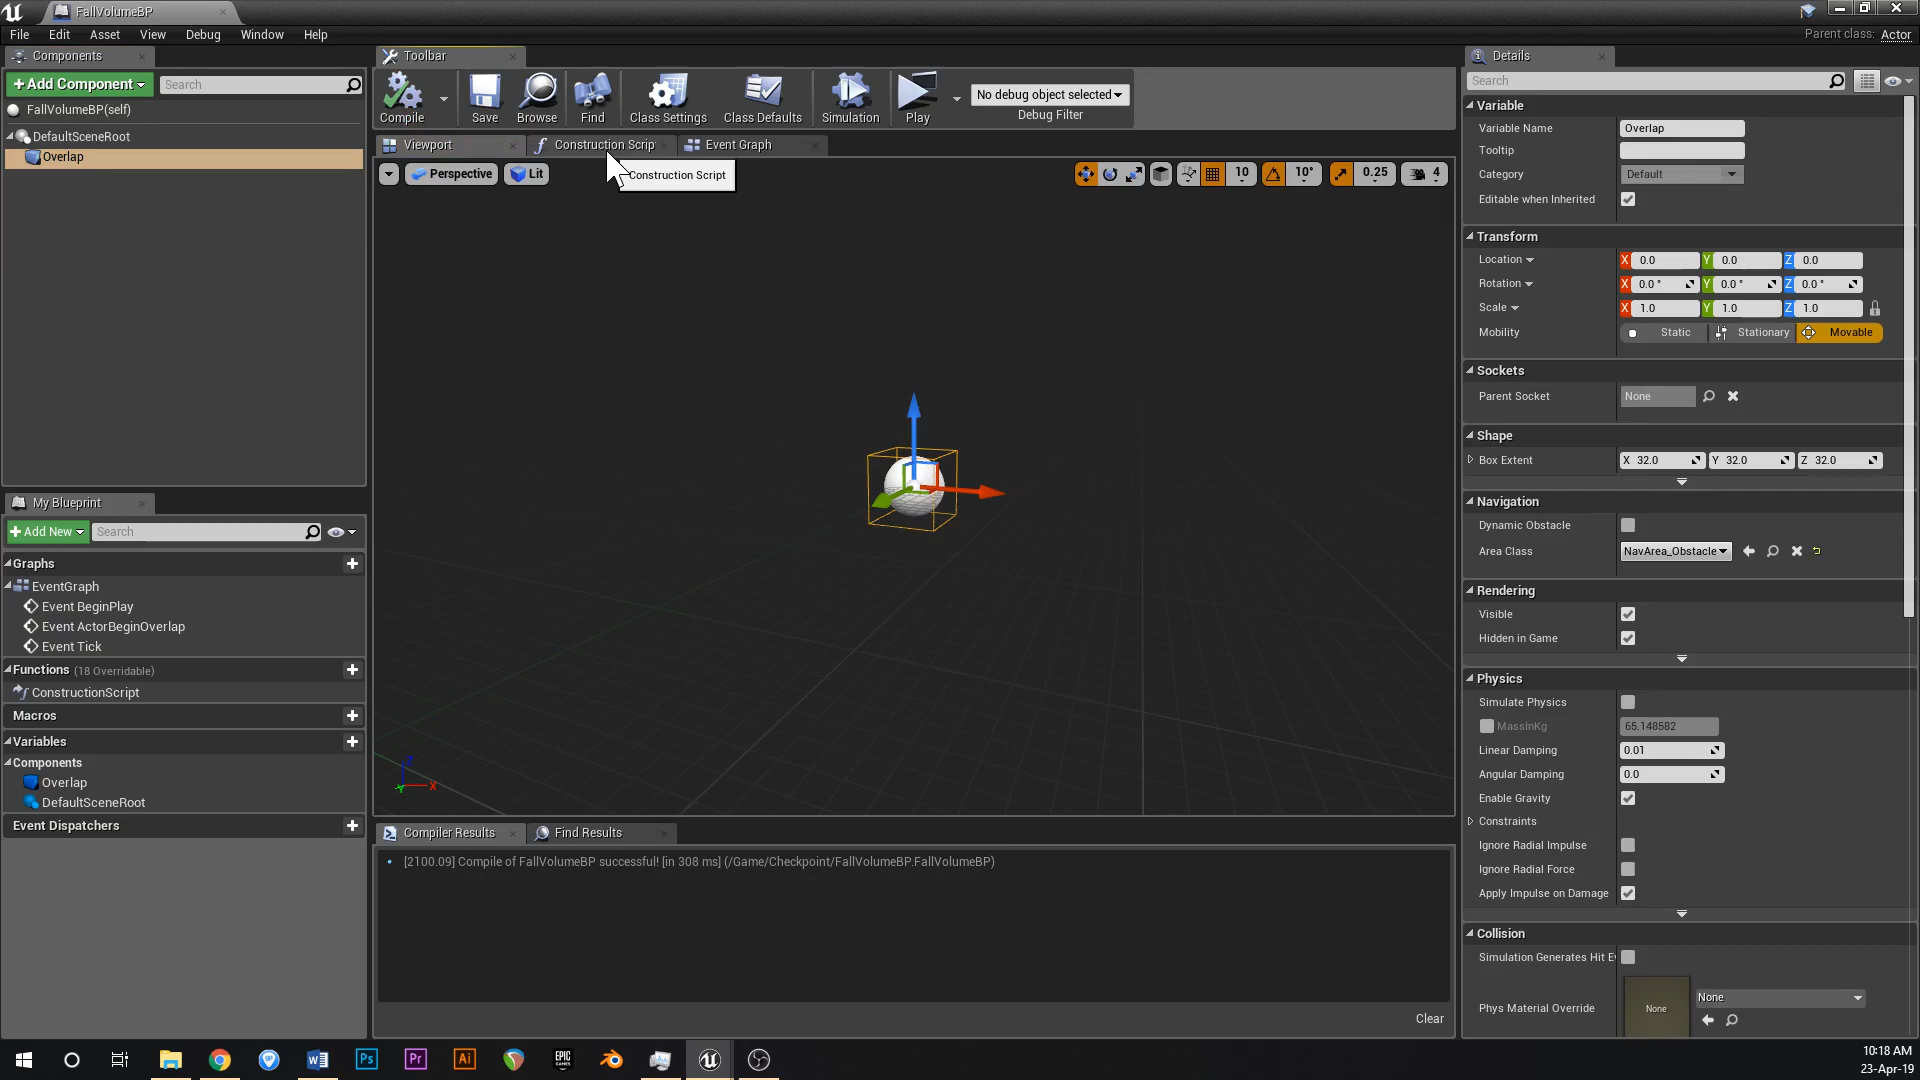 FallVolumeBP
File Edit Asset View Debug Window Help
Parent class: Actor
Components
+ Add Component
Search
FallVolumeBP(self)
DefaultSceneRoot
Overlap
My Blueprint
+ Add New
Search
Graphs
EventGraph
Event BeginPlay
Event ActorBeginOverlap
Event Tick
Functions (18 Overridable)
ConstructionScript
Macros
Variables
Components
Overlap
DefaultSceneRoot
Event Dispatchers
Toolbar
Compile Save Browse Find Class Settings Class Defaults Simulation Play
No debug object selected
Debug Filter
Viewport Construction Scrip Event Graph
Construction Script
Perspective Lit
10 10° 0.25 4
Z X Y
Compiler Results Find Results
[2100.09] Compile of FallVolumeBP successful! [in 308 ms] (/Game/Checkpoint/FallVolumeBP.FallVolumeBP)
Clear
Details
Search
Variable
Variable Name Overlap
Tooltip
Category Default
Editable when Inherited
Transform
Location X 0.0 Y 0.0 Z 0.0
Rotation X 0.0 ° Y 0.0 ° Z 0.0 °
Scale X 1.0 Y 1.0 Z 1.0
Mobility Static Stationary Movable
Sockets
Parent Socket None
Shape
Box Extent X 32.0 Y 32.0 Z 32.0
Navigation
Dynamic Obstacle
Area Class NavArea_Obstacle
Rendering
Visible
Hidden in Game
Physics
Simulate Physics
MassInKg 65.148582
Linear Damping 0.01
Angular Damping 0.0
Enable Gravity
Constraints
Ignore Radial Impulse
Ignore Radial Force
Apply Impulse on Damage
Collision
Simulation Generates Hit Ev
Phys Material Override None None
Ps Pr Ai EPIC GAMES
10:18 AM
23-Apr-19